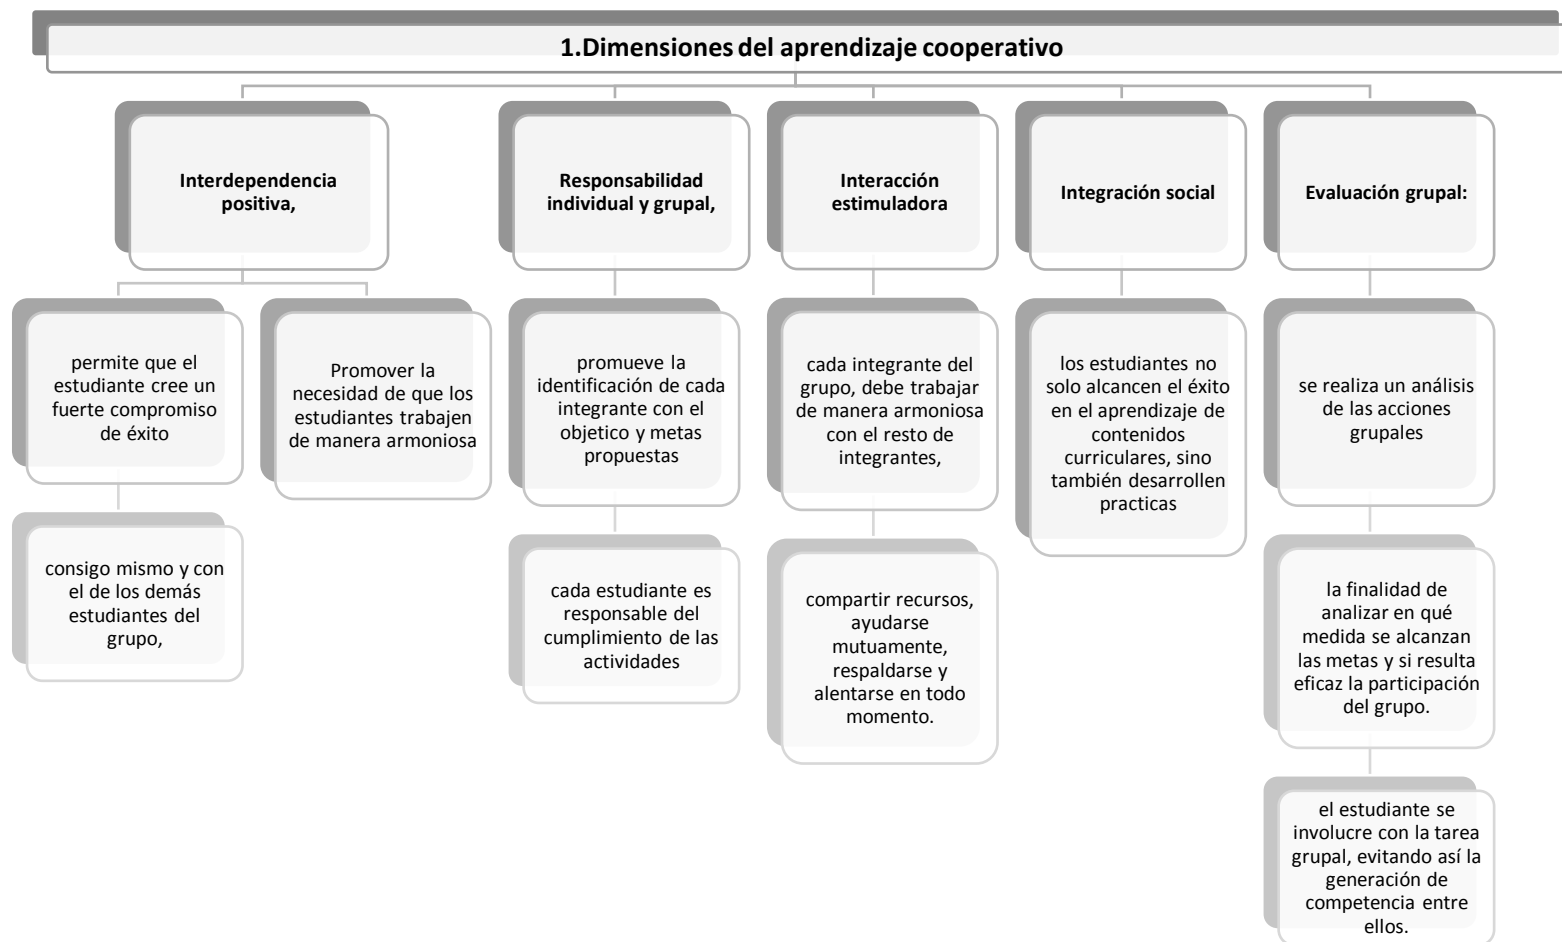 1.Dimensiones del aprendizaje cooperativo
Interdependencia
positiva,
Responsabilidad
individual y grupal,
Interacción
estimuladora
Integración social
Evaluación grupal:
permite que el
estudiante cree un
fuerte compromiso
de éxito
Promover la
necesidad de que los
estudiantes trabajen
de manera armoniosa
promueve la
identificación de cada
integrante con el
objetico y metas
propuestas
cada integrante del
grupo, debe trabajar
de manera armoniosa
con el resto de
integrantes,
los estudiantes no
solo alcancen el éxito
en el aprendizaje de
contenidos
curriculares, sino
también desarrollen
practicas
se realiza un análisis
de las acciones
grupales
consigo mismo y con
el de los demás
estudiantes del
grupo,
cada estudiante es
responsable del
cumplimiento de las
actividades
compartir recursos,
ayudarse
mutuamente,
respaldarse y
alentarse en todo
momento.
la finalidad de
analizar en qué
medida se alcanzan
las metas y si resulta
eficaz la participación
del grupo.
el estudiante se
involucre con la tarea
grupal, evitando así la
generación de
competencia entre
ellos.